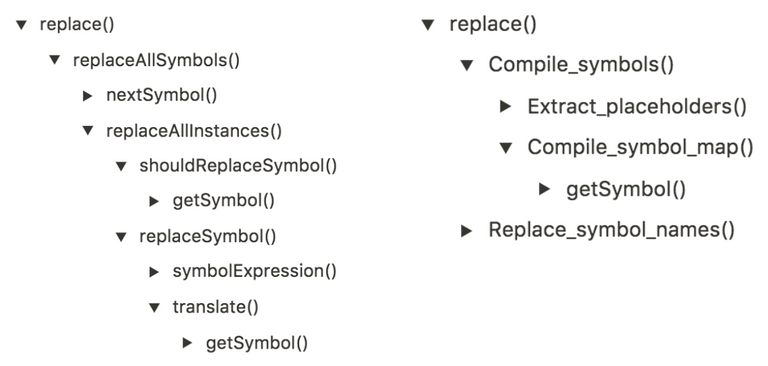 replace()
replaceAllSymbols()
nextSymbol()
replaceAllInstances()
shouldReplaceSymbol()
getSymbol()
replaceSymbol()
symbolExpression()
translate()
getSymbol()
replace()
Compile_symbols()
Extract_placeholders()
Compile_symbol_map()
getSymbol()
Replace_symbol_names()